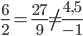 6/2 = 27/9 ≠ 4,5/-1